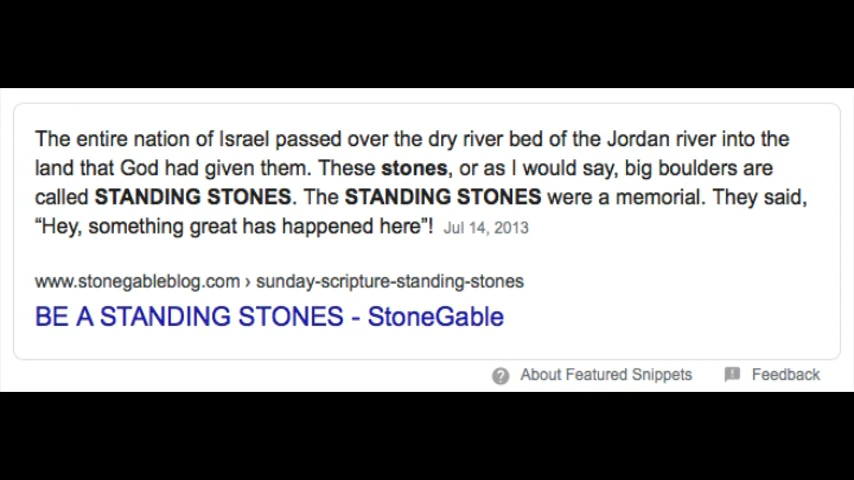 The entire nation of Israel passed over the dry river bed of the Jordan river into the
land that God had given them. These stones, or as I would say, big boulders are
called STANDING STONES. The STANDING STONES were a memorial. They said,
“Hey, something great has happened here”! Jul 14, 2013
www.stonegableblog.com › sunday-scripture-standing-stones
BE A STANDING STONES - StoneGable
About Featured Snippets Feedback